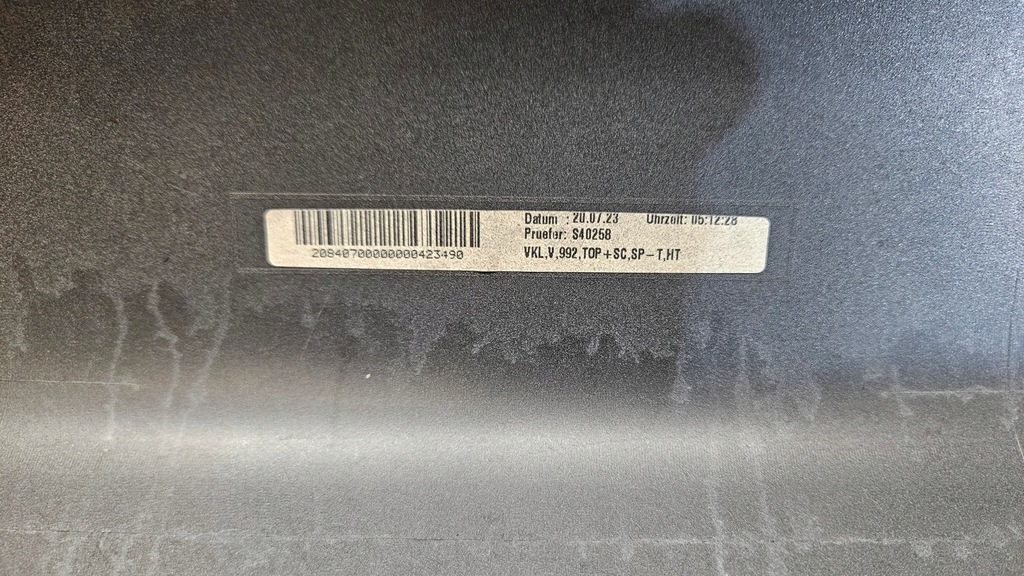 20840700000000423490
Datum : 20.07.23 Uhrzeit: 05:12:28
Pruefer: S40258
VKL,V,992,TOP+SC,SP-T,HT